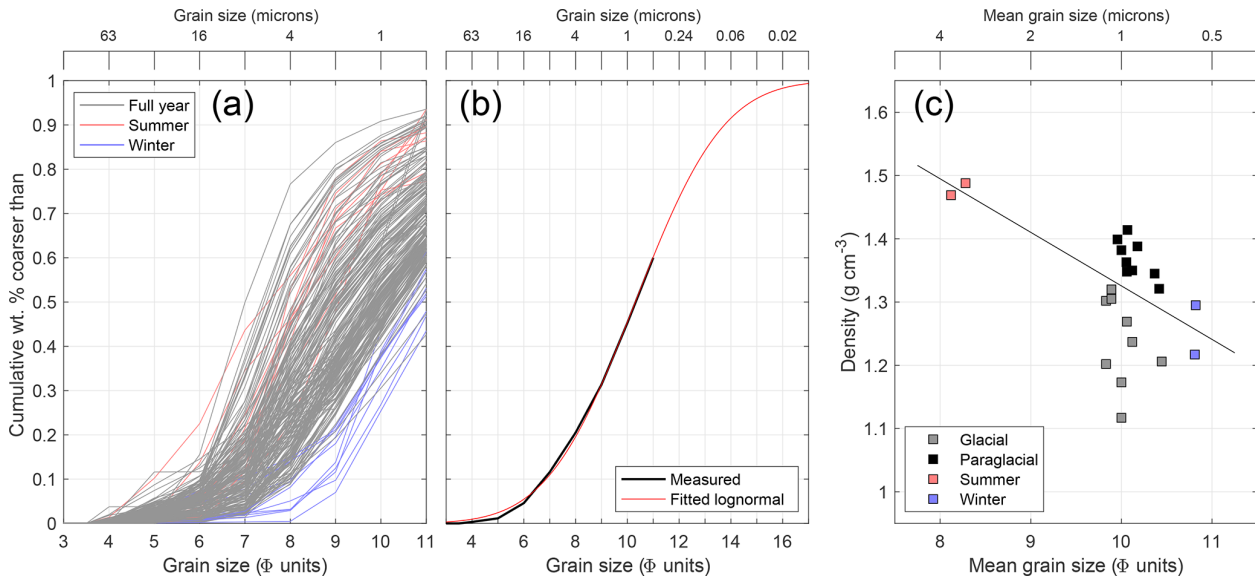 Grain size (microns)
63 16 4 1
Cumulative wt. % coarser than
1
0.9
0.8
0.7
0.6
0.5
0.4
0.3
0.2
0.1
0
(a)
Full year
Summer
Winter
3 4 5 6 7 8 9 10 11
Grain size (Φ units)
Grain size (microns)
63 16 4 1 0.24 0.06 0.02
(b)
Measured
Fitted lognormal
4 6 8 10 12 14 16
Grain size (Φ units)
Mean grain size (microns)
4 2 1 0.5
(c)
Density (g cm⁻³)
1.6
1.5
1.4
1.3
1.2
1.1
1
Glacial
Paraglacial
Summer
Winter
8 9 10 11
Mean grain size (Φ units)